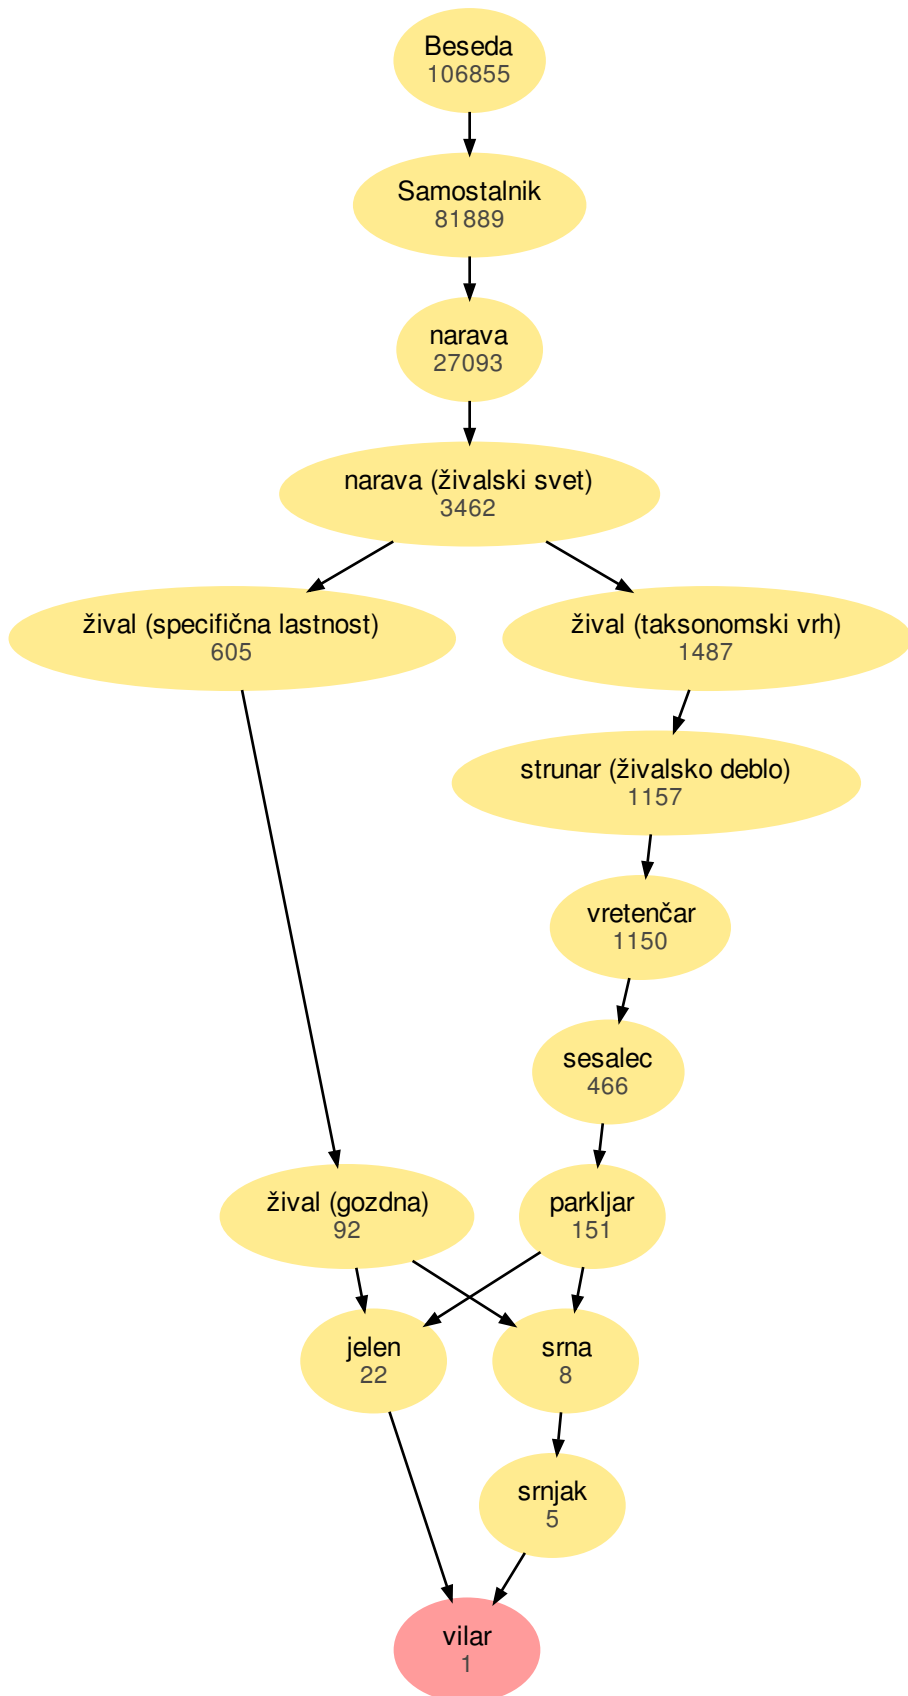 Beseda
106855
Samostalnik
81889
narava
27093
narava (živalski svet)
3462
žival (specifična lastnost)
605
žival (taksonomski vrh)
1487
strunar (živalsko deblo)
1157
vretenčar
1150
sesalec
466
žival (gozdna)
92
parkljar
151
jelen
22
srna
8
srnjak
5
vilar
1